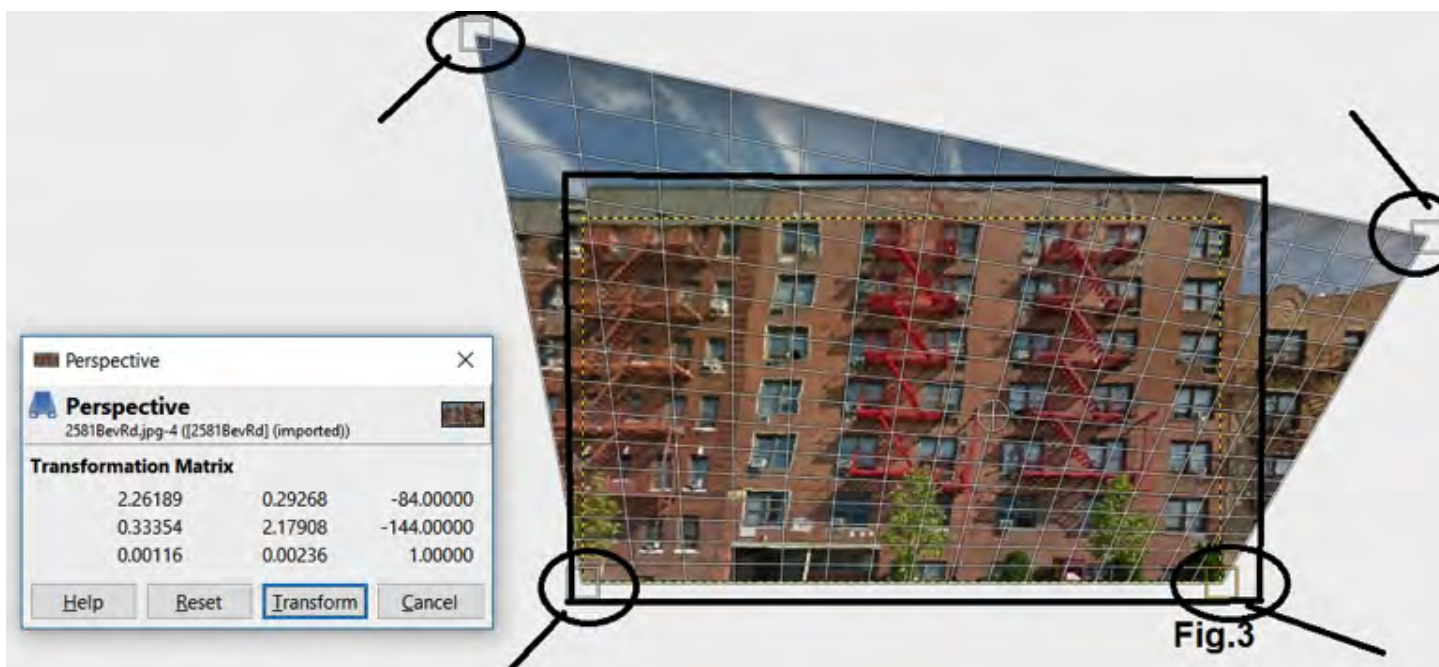 Perspective
Perspective
2581BevRd.jpg-4 ([2581BevRd] (imported))
Transformation Matrix
2.26189 0.29268 -84.00000
0.33354 2.17908 -144.00000
0.00116 0.00236 1.00000
Help Reset Transform Cancel
Fig.3